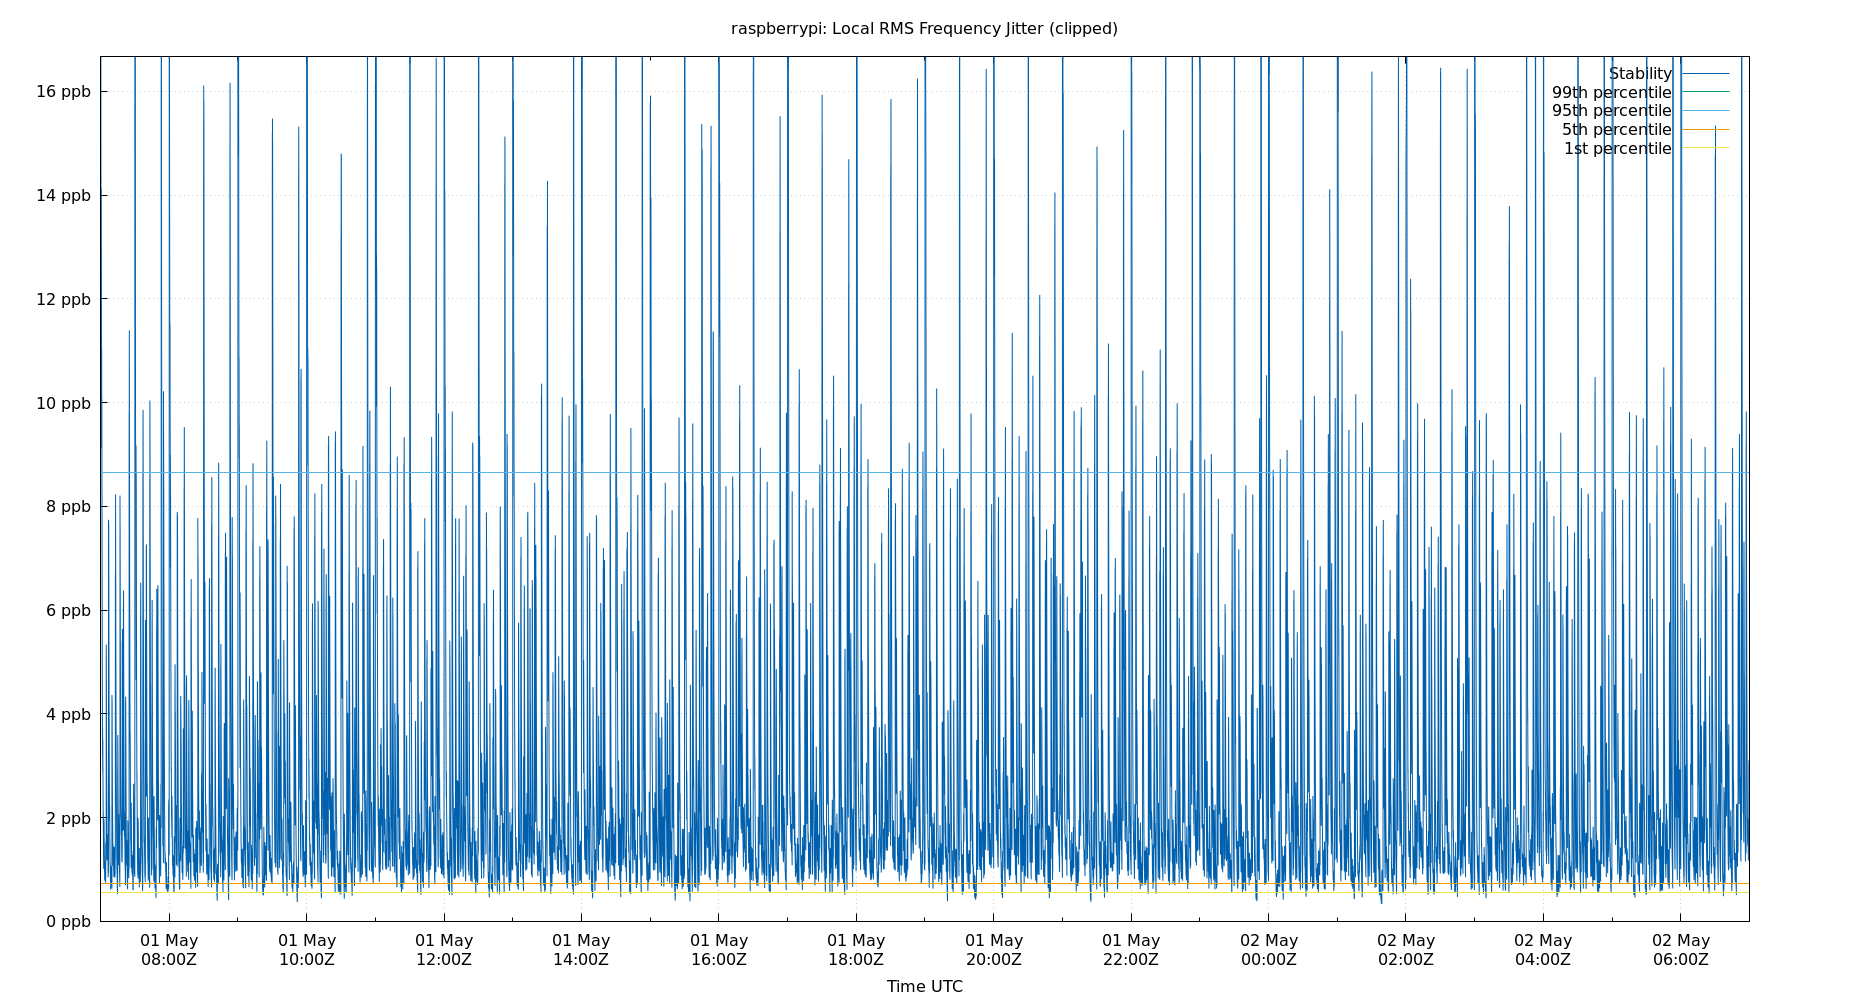 raspberrypi: Local RMS Frequency Jitter (clipped)
16 ppb
14 ppb
12 ppb
10 ppb
8 ppb
6 ppb
4 ppb
2 ppb
0 ppb
Stability
99th percentile
95th percentile
5th percentile
1st percentile
01 May 01 May 01 May 01 May 01 May 01 May 01 May 01 May 02 May 02 May 02 May 02 May
08:00Z 10:00Z 12:00Z 14:00Z 16:00Z 18:00Z 20:00Z 22:00Z 00:00Z 02:00Z 04:00Z 06:00Z
Time UTC